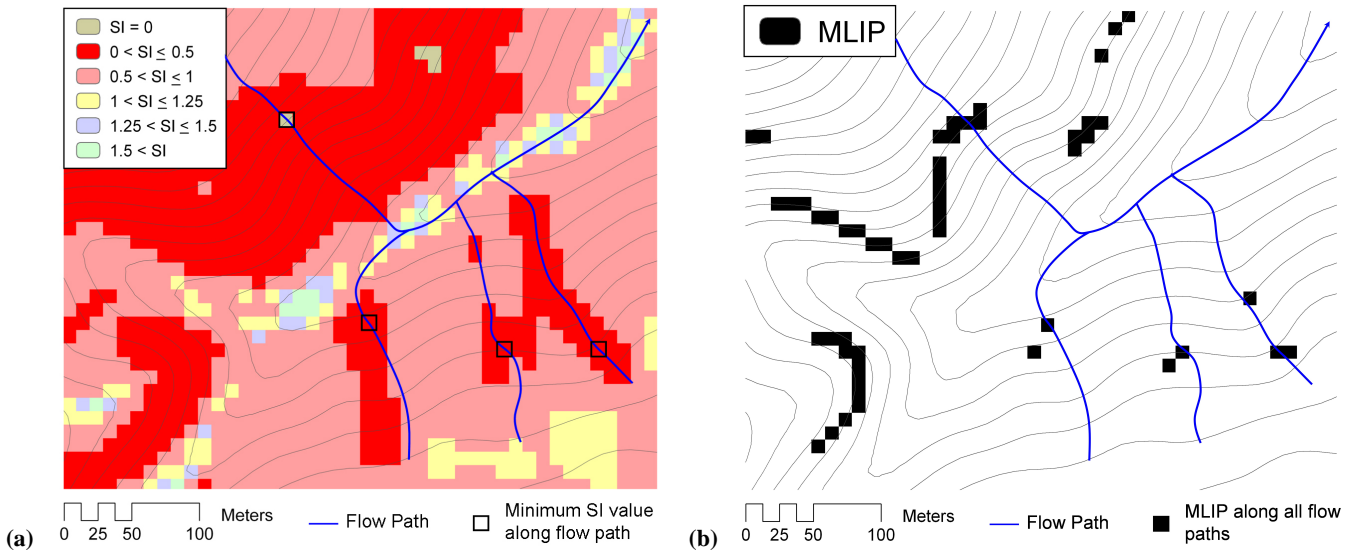 SI = 0
0 < SI ≤ 0.5
0.5 < SI ≤ 1
1 < SI ≤ 1.25
1.25 < SI ≤ 1.5
1.5 < SI
(a)
0 25 50 100
Meters
Flow Path
Minimum SI value
along flow path
MLIP
(b)
0 25 50 100
Meters
Flow Path
MLIP along all flow
paths